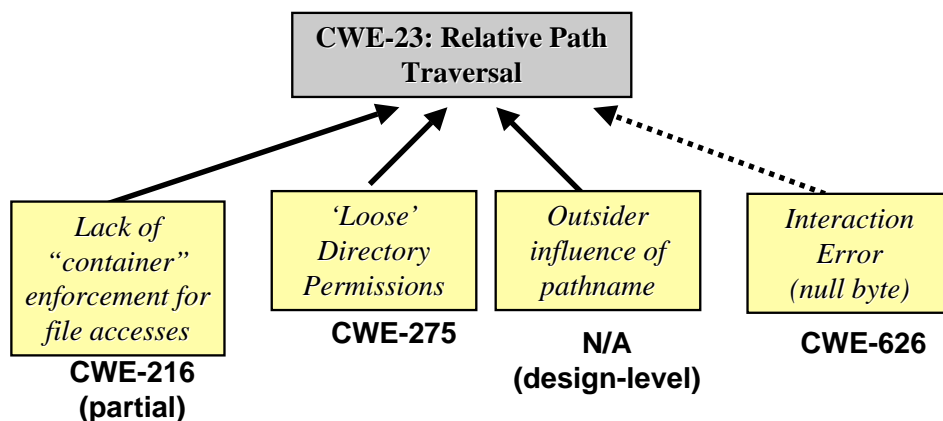 CWE-23: Relative Path
Traversal
Lack of
“container”
enforcement for
file accesses
CWE-216
(partial)
‘Loose’
Directory
Permissions
CWE-275
Outsider
influence of
pathname
N/A
(design-level)
Interaction
Error
(null byte)
CWE-626